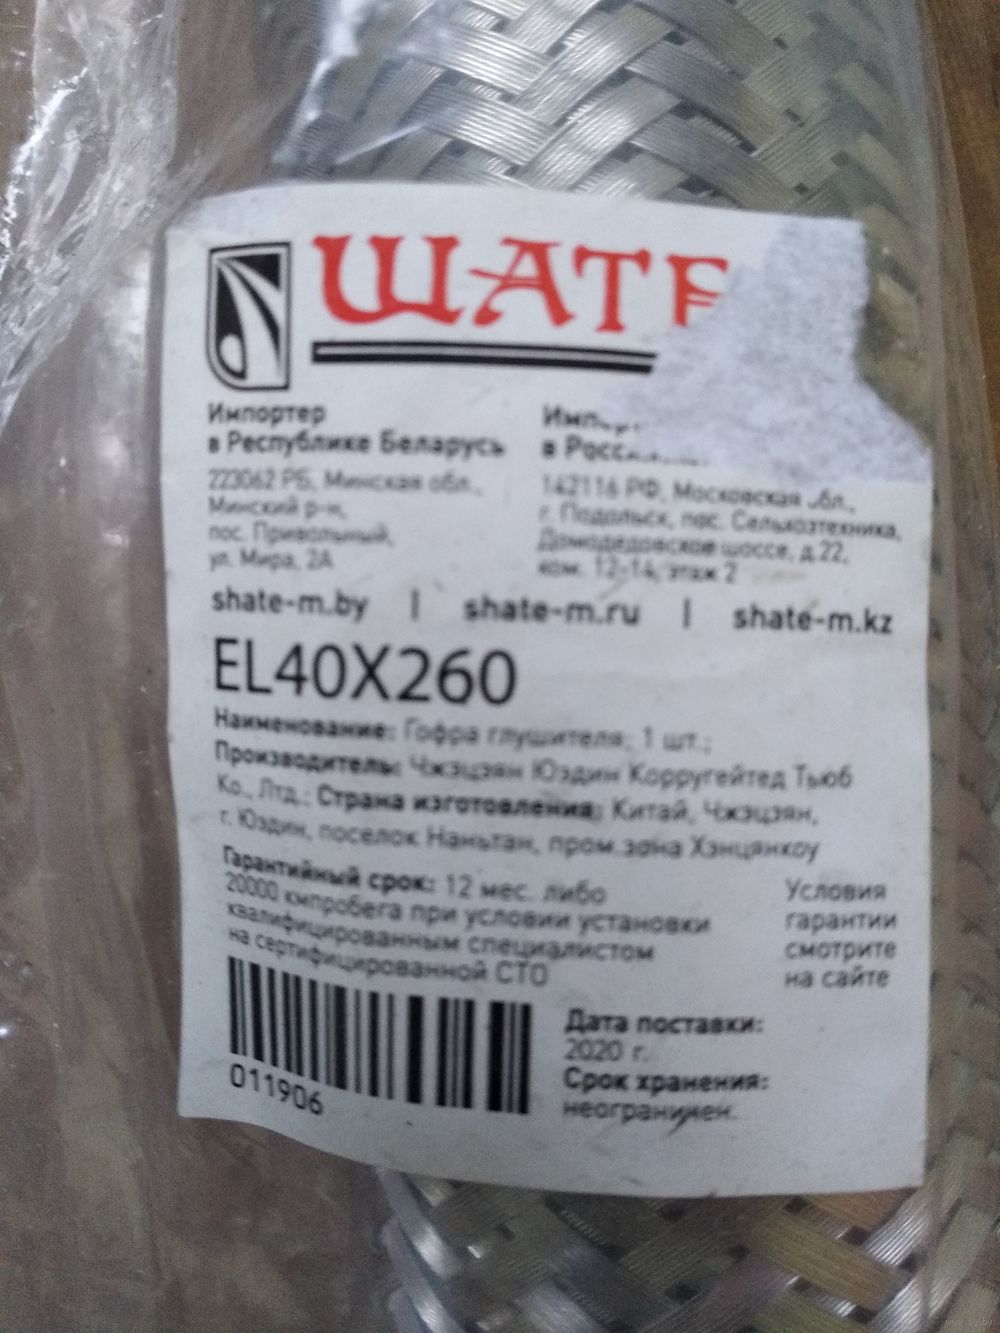 ШАТЕ
Импортер
в Республике Беларусь
223062 РБ, Минская обл.,
Минский р-н,
пос. Привольный,
ул. Мира, 2А
142116 РФ, Московская обл.,
г. Подольск, пос. Сельхозтехника,
Домодедовское шоссе, д.22,
ком. 12-14, этаж 2
shate-m.by | shate-m.ru | shate-m.kz
EL40X260
Наименование: Гофра глушителя; 1 шт.;
Производитель: Чжэцзян Юэдин Корругейтед Тьюб
Ко., Лтд.; Страна изготовления: Китай, Чжэцзян,
г. Юэдин, поселок Наньтан, пром.зона Хэнцянкоу
Гарантийный срок: 12 мес. либо
20000 кмпробега при условии установки
квалифицированным специалистом
на сертифицированной СТО
Условия
гарантии
смотрите
на сайте
011906
Дата поставки:
2020 г.
Срок хранения:
неограничен.